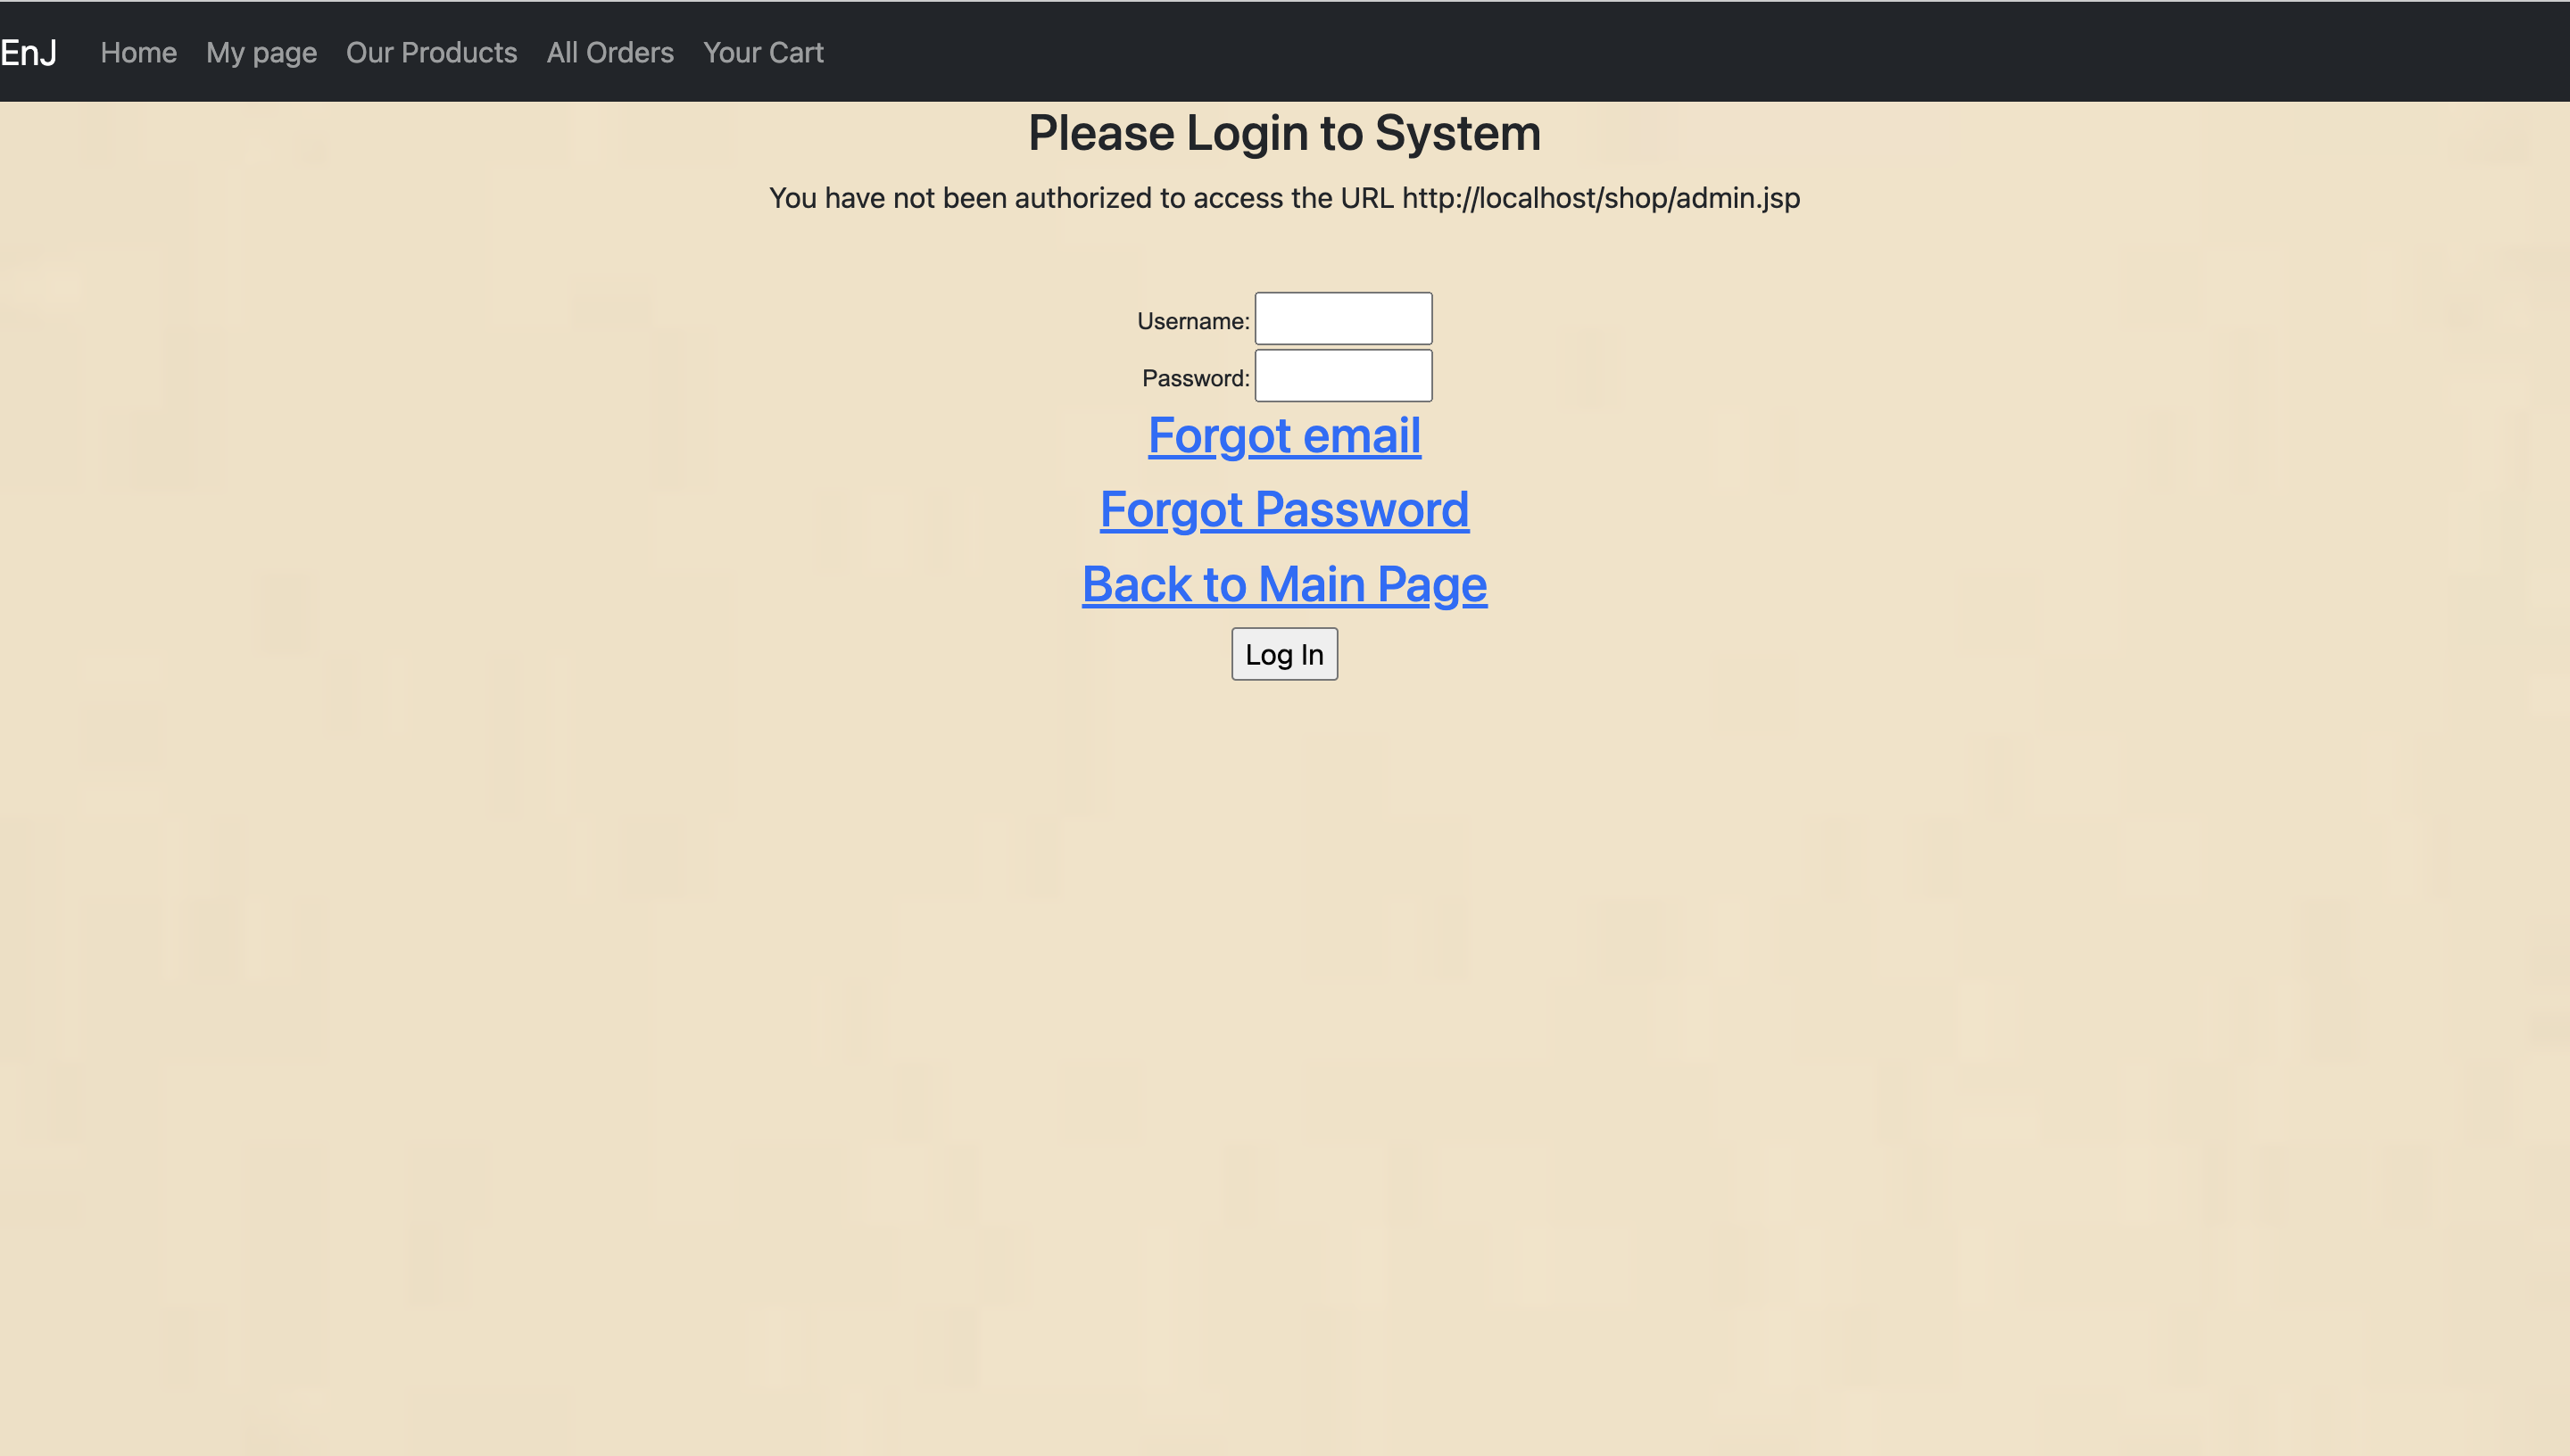 EnJ Home My page Our Products All Orders Your Cart
Please Login to System
You have not been authorized to access the URL http://localhost/shop/admin.jsp
Username:
Password:
Forgot email
Forgot Password
Back to Main Page
Log In